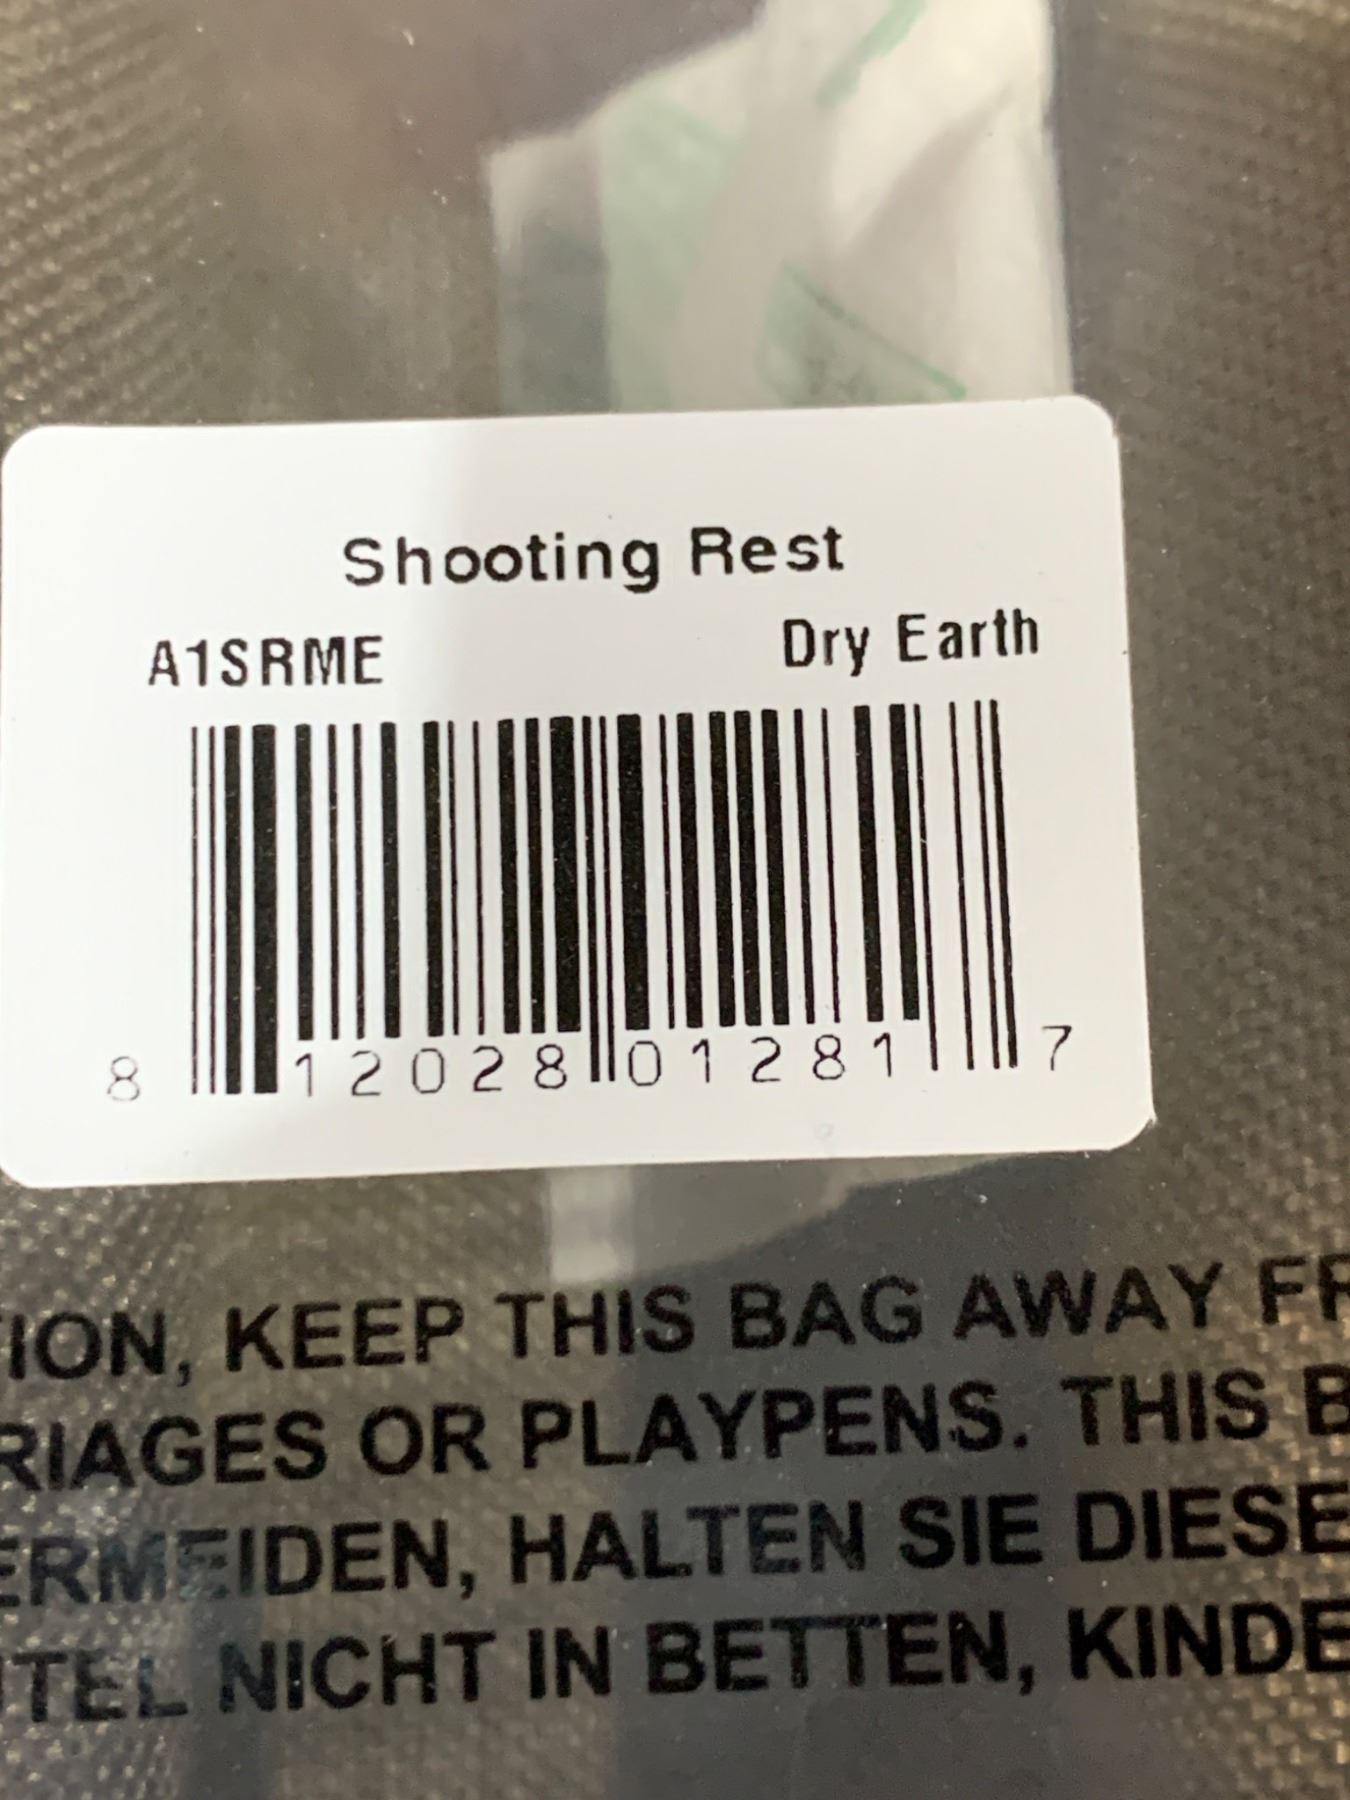 Shooting Rest
A1SRME Dry Earth
8 12028 01281 7
ION, KEEP THIS BAG AWAY FR
RIAGES OR PLAYPENS. THIS B
ERMEIDEN, HALTEN SIE DIESE
TEL NICHT IN BETTEN, KINDE